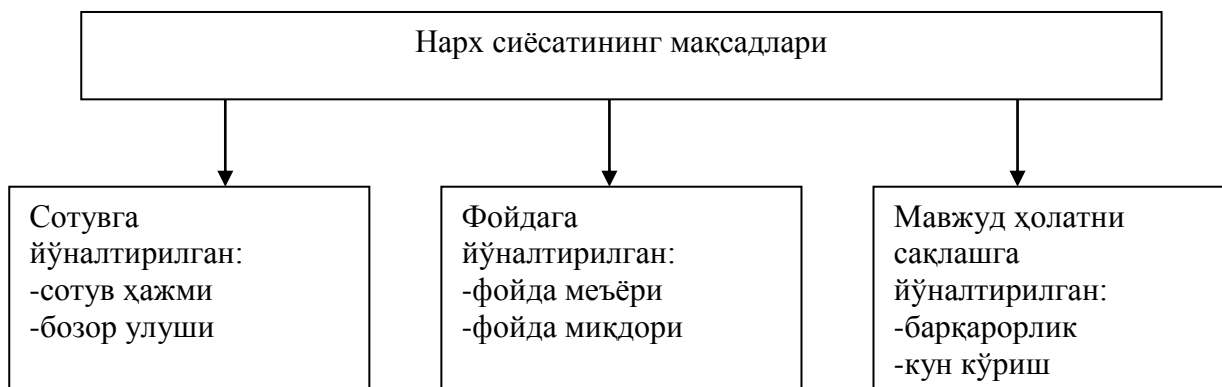 Нарх сиёсатининг мақсадлари
Сотувга
йўналтирилган:
-сотув ҳажми
-бозор улуши
Фойдага
йўналтирилган:
-фойда меъёри
-фойда миқдори
Мавжуд ҳолатни
сақлашга
йўналтирилган:
-барқарорлик
-кун кўриш